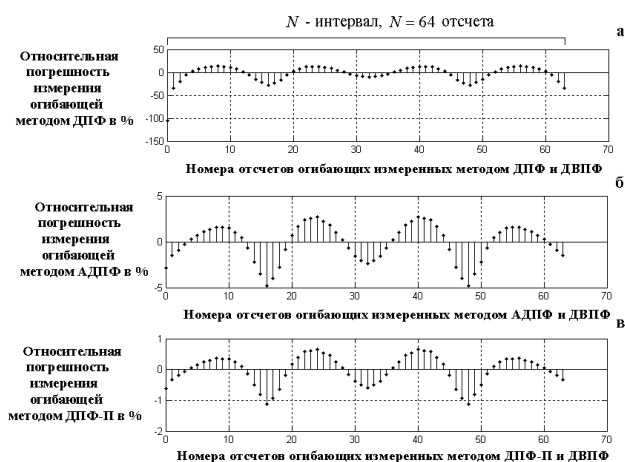 N - интервал, N = 64 отсчета
а
Относительная
погрешность
измерения
огибающей
методом ДПФ в %
50
0
-50
-100
-150
0 10 20 30 40 50 60 70
Номера отсчетов огибающих измеренных методом ДПФ и ДВПФ
б
Относительная
погрешность
измерения
огибающей
методом АДПФ в %
5
0
-5
0 10 20 30 40 50 60 70
Номера отсчетов огибающих измеренных методом АДПФ и ДВПФ
в
Относительная
погрешность
измерения
огибающей
методом ДПФ-П в %
1
0
-1
-2
0 10 20 30 40 50 60 70
Номера отсчетов огибающих измеренных методом ДПФ-П и ДВПФ